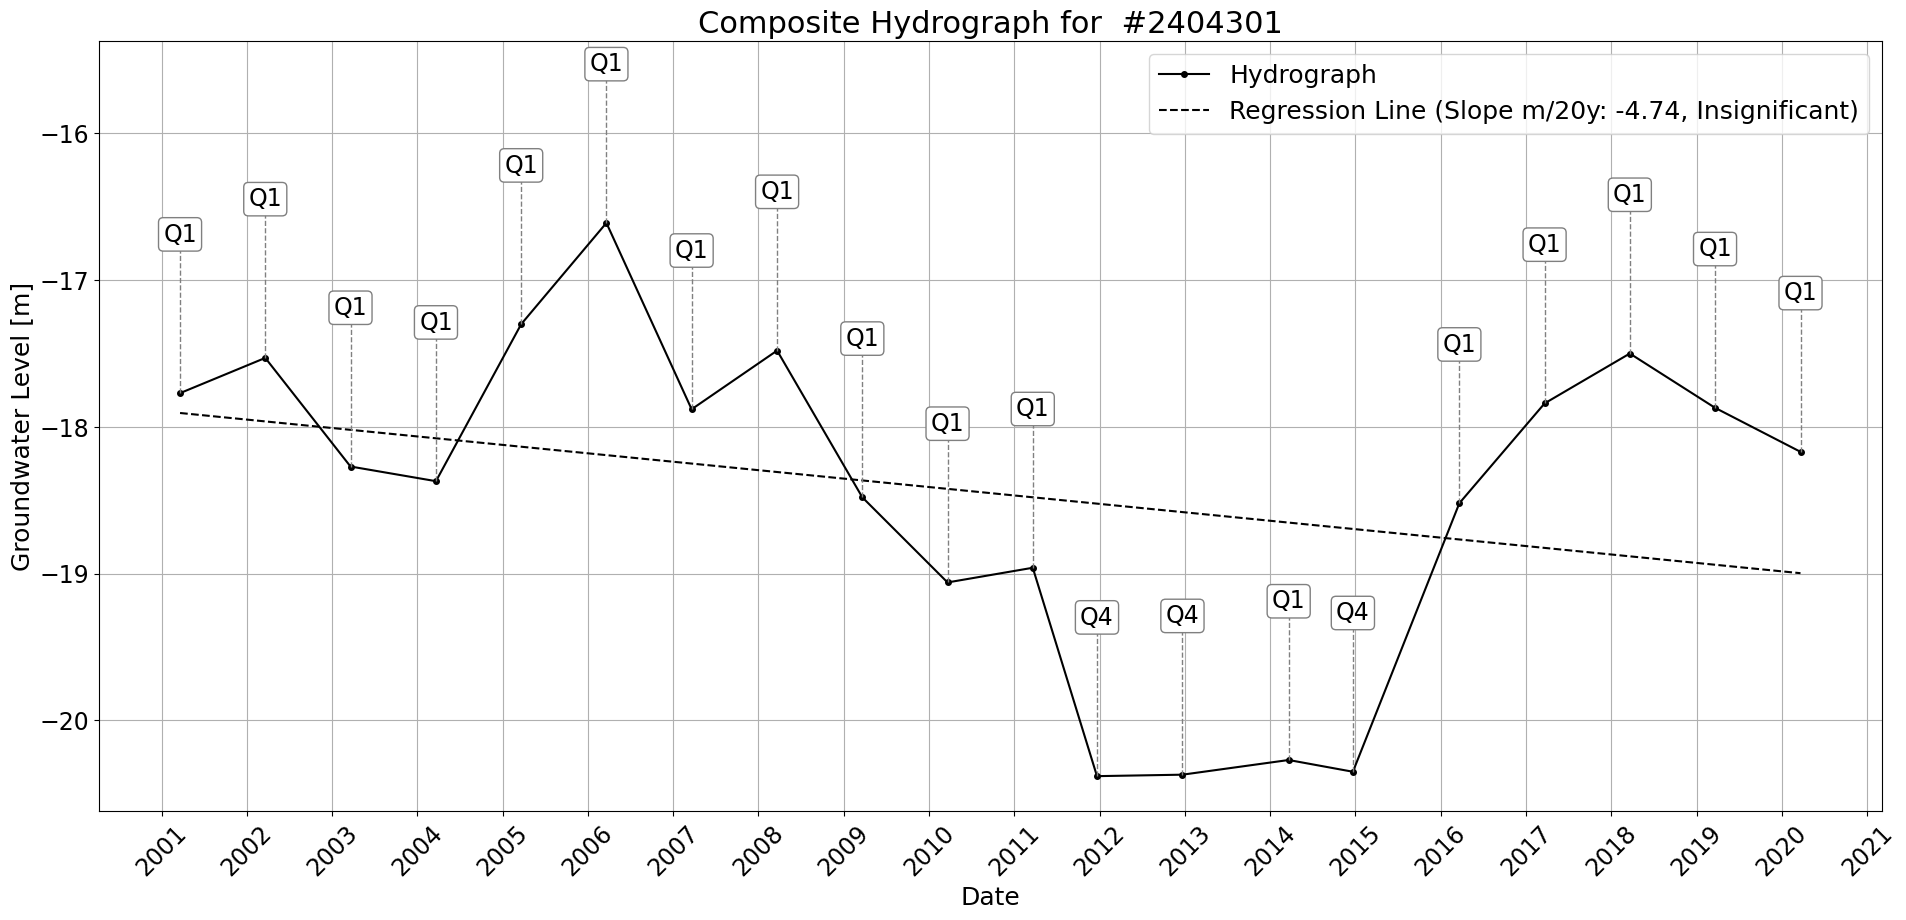 Composite Hydrograph for  #2404301
Hydrograph
Regression Line (Slope m/20y: -4.74, Insignificant)
Groundwater Level [m]
−16
−17
−18
−19
−20
Q1
Q1
Q1
Q1
Q1
Q1
Q1
Q1
Q1
Q1
Q1
Q4
Q4
Q1
Q4
Q1
Q1
Q1
Q1
Q1
2001
2002
2003
2004
2005
2006
2007
2008
2009
2010
2011
2012
2013
2014
2015
2016
2017
2018
2019
2020
2021
Date